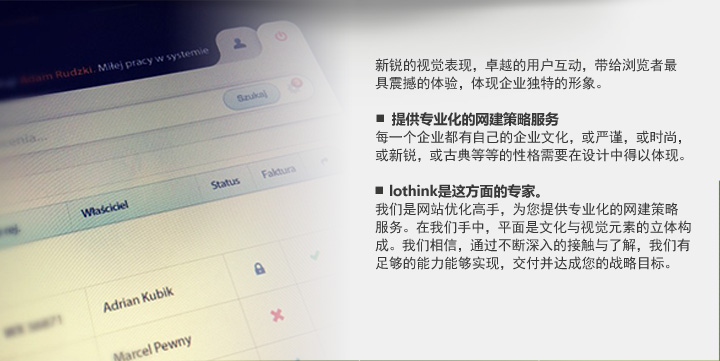 Adam Rudzki. Miłej pracy w systemie
Szukaj
Właściciel Status Faktura
Adrian Kubik
Marcel Pewny
新锐的视觉表现，卓越的用户互动，带给浏览者最
具震撼的体验，体现企业独特的形象。
■ 提供专业化的网建策略服务
每一个企业都有自己的企业文化，或严谨，或时尚，
或新锐，或古典等等的性格需要在设计中得以体现。
■ lothink是这方面的专家。
我们是网站优化高手，为您提供专业化的网建策略
服务。在我们手中，平面是文化与视觉元素的立体构
成。我们相信，通过不断深入的接触与了解，我们有
足够的能力能够实现，交付并达成您的战略目标。